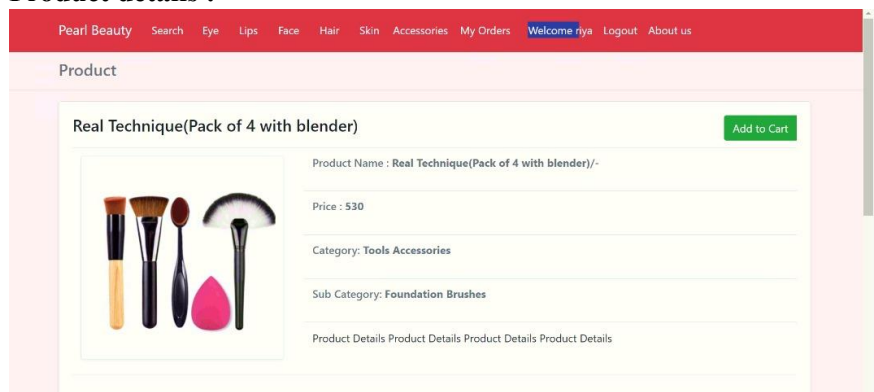 Product details :
Pearl Beauty Search Eye Lips Face Hair Skin Accessories My Orders Welcome riya Logout About us
Product
Real Technique(Pack of 4 with blender)
Add to Cart
Product Name : Real Technique(Pack of 4 with blender)/-
Price : 530
Category: Tools Accessories
Sub Category: Foundation Brushes
Product Details Product Details Product Details Product Details